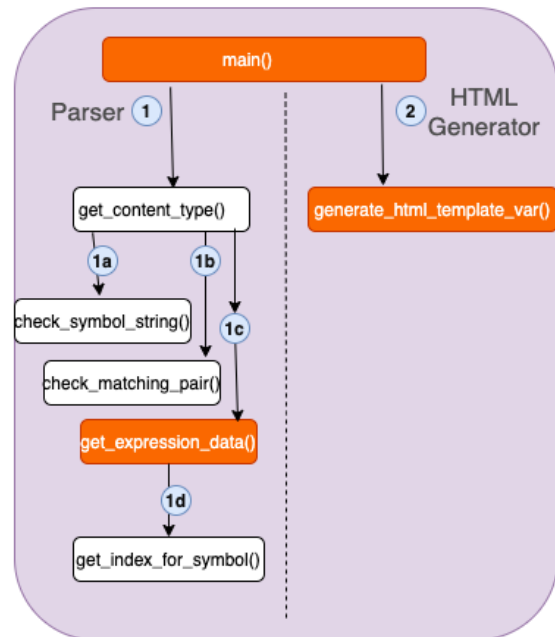 main()
Parser 1
2 HTML
Generator
get_content_type()
generate_html_template_var()
1a
1b
check_symbol_string()
1c
check_matching_pair()
get_expression_data()
1d
get_index_for_symbol()